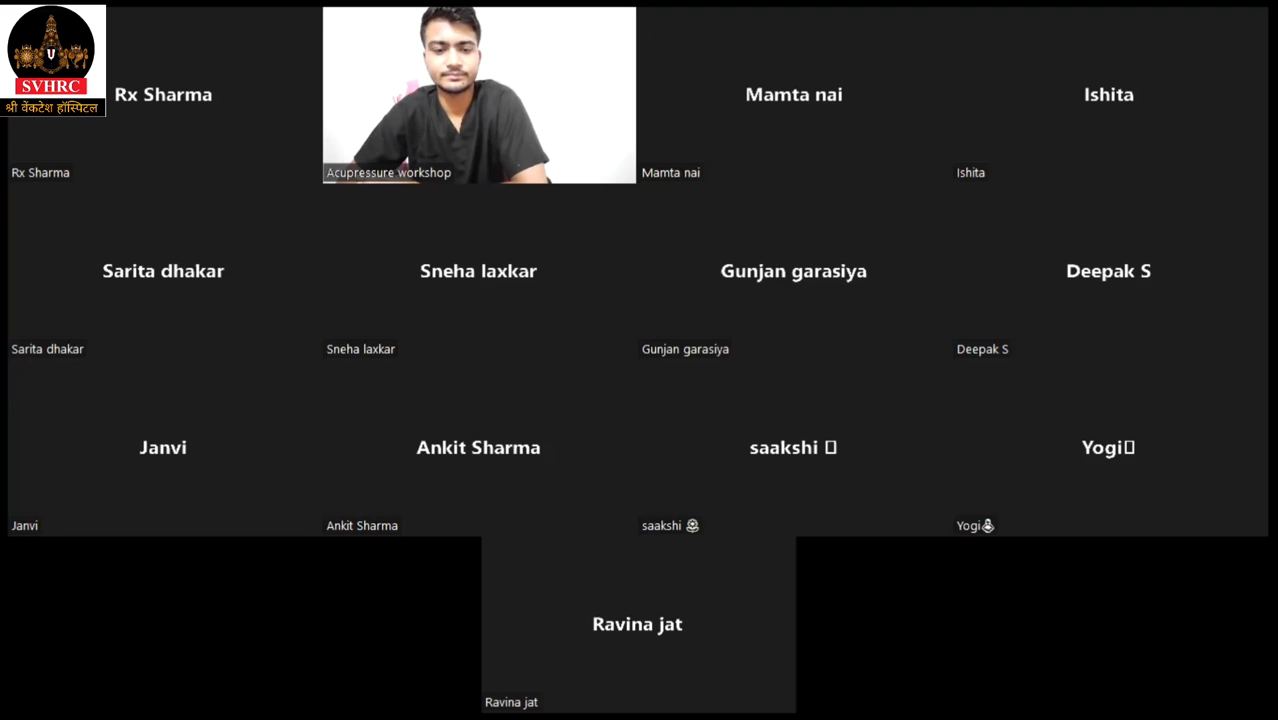 SVHRC
श्री वेंकटेश हॉस्पिटल
Rx Sharma
Rx Sharma
Acupressure workshop
Mamta nai
Mamta nai
Ishita
Ishita
Sarita dhakar
Sarita dhakar
Sneha laxkar
Sneha laxkar
Gunjan garasiya
Gunjan garasiya
Deepak S
Deepak S
Janvi
Janvi
Ankit Sharma
Ankit Sharma
saakshi
saakshi
Yogi
Yogi
Ravina jat
Ravina jat